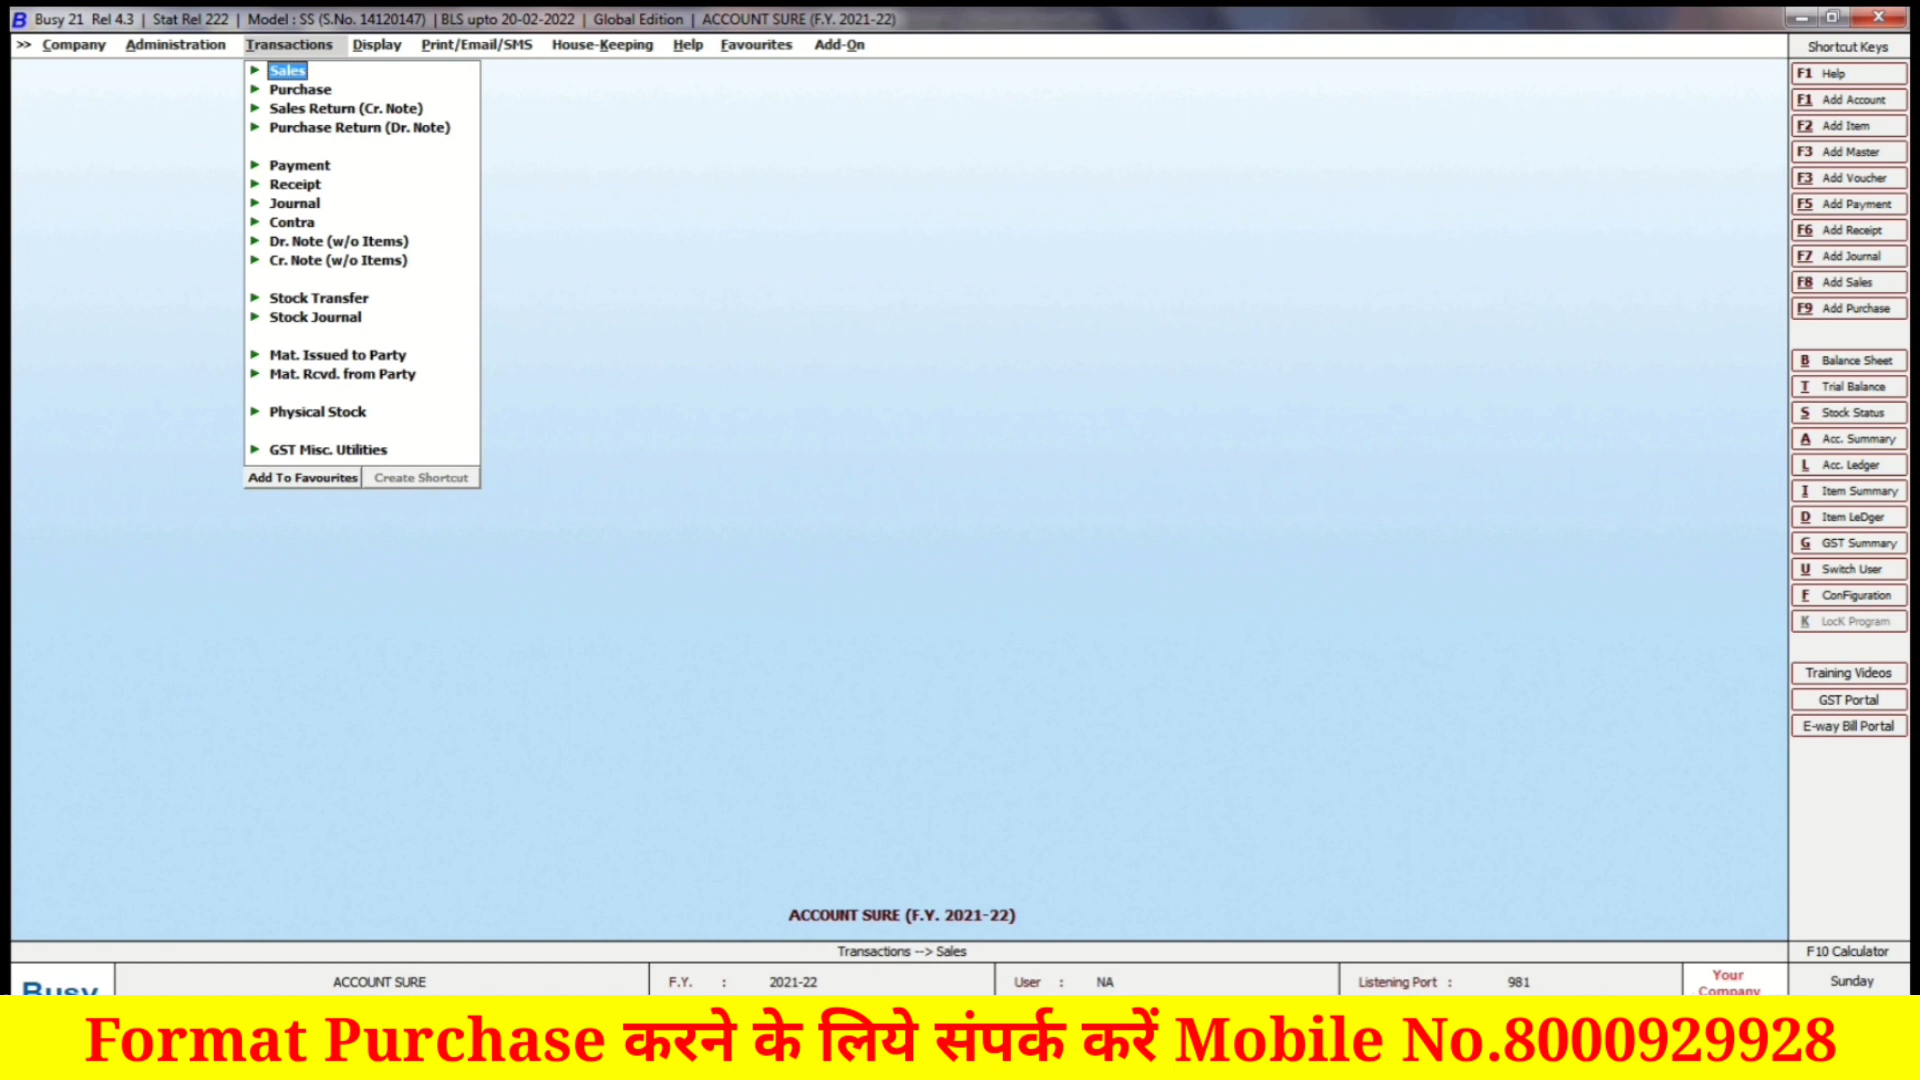 B Busy 21 Rel 4.3 | Stat Rel 222 | Model : SS (S.No. 14120147) | BLS upto 20-02-2022 | Global Edition | ACCOUNT SURE (F.Y. 2021-22)
>> Company Administration Transactions Display Print/Email/SMS House-Keeping Help Favourites Add-On
Sales
Purchase
Sales Return (Cr. Note)
Purchase Return (Dr. Note)
Payment
Receipt
Journal
Contra
Dr. Note (w/o Items)
Cr. Note (w/o Items)
Stock Transfer
Stock Journal
Mat. Issued to Party
Mat. Rcvd. from Party
Physical Stock
GST Misc. Utilities
Add To Favourites Create Shortcut
Shortcut Keys
F1 Help
F1 Add Account
F2 Add Item
F3 Add Master
F3 Add Voucher
F5 Add Payment
F6 Add Receipt
F7 Add Journal
F8 Add Sales
F9 Add Purchase
B Balance Sheet
T Trial Balance
S Stock Status
A Acc. Summary
L Acc. Ledger
I Item Summary
D Item LeDger
G GST Summary
U Switch User
F ConFiguration
K LocK Program
Training Videos
GST Portal
E-way Bill Portal
ACCOUNT SURE (F.Y. 2021-22)
Transactions --> Sales F10 Calculator
Busy ACCOUNT SURE F.Y. : 2021-22 User : NA Listening Port : 981 Your Company Sunday
Format Purchase करने के लिये संपर्क करें Mobile No.8000929928